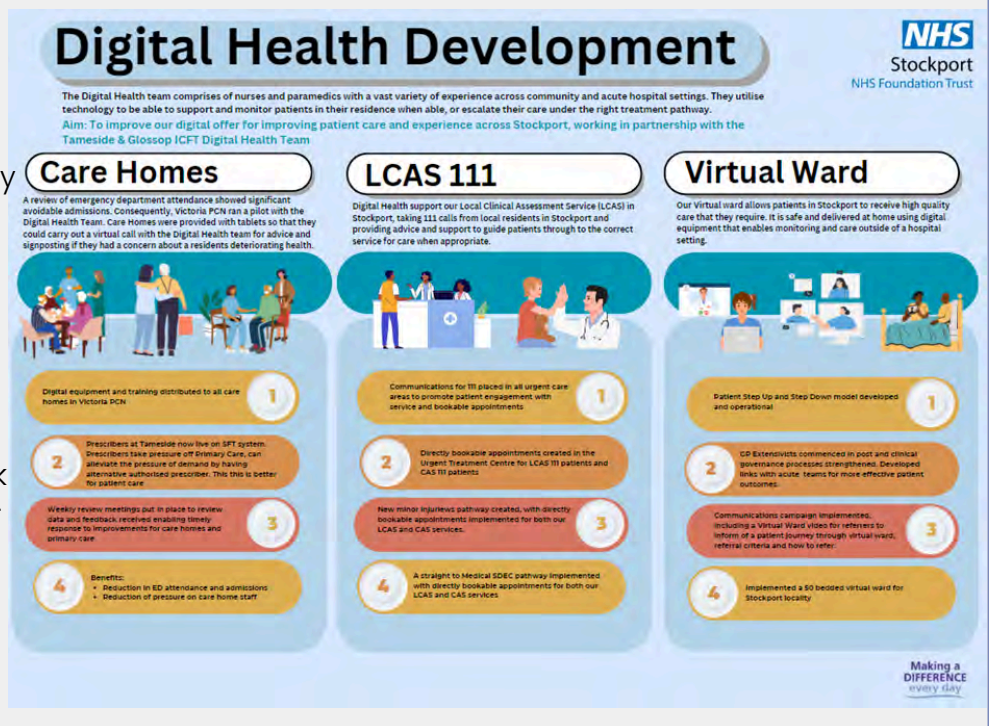 Digital Health Development
NHS
Stockport
NHS Foundation Trust
The Digital Health team comprises of nurses and paramedics with a vast variety of experience across community and acute hospital settings. They utilise
technology to be able to support and monitor patients in their residence when able, or escalate their care under the right treatment pathway.
Aim: To improve our digital offer for improving patient care and experience across Stockport, working in partnership with the
Tameside & Glossop ICFT Digital Health Team
y
Care Homes
A review of emergency department attendance showed significant
avoidable admissions. Consequently, Victoria PCN ran a pilot with the
Digital Health Team. Care Homes were provided with tablets so that they
could carry out a virtual call with the Digital Health team for advice and
signposting if they had a concern about a residents deteriorating health.
Digital equipment and training distributed to all care
homes in Victoria PCN
1
2
Prescribers at Tameside now live on SFT system.
Prescribers take pressure off Primary Care, can
alleviate the pressure of demand by having
alternative authorised prescriber. This this is better
for patient care
k
Weekly review meetings put in place to review
data and feedback received enabling timely
response to improvements for care homes and
primary care
3
4
Benefits:
• Reduction in ED attendance and admissions
• Reduction of pressure on care home staff
LCAS 111
Digital Health support our Local Clinical Assessment Service (LCAS) in
Stockport, taking 111 calls from local residents in Stockport and
providing advice and support to guide patients through to the correct
service for care when appropriate.
Communications for 111 placed in all urgent care
areas to promote patient engagement with
service and bookable appointments
1
2
Directly bookable appointments created in the
Urgent Treatment Centre for LCAS 111 patients and
CAS 111 patients
New minor injuriews pathway created, with directly
bookable appointments implemented for both our
LCAS and CAS services.
3
4
A straight to Medical SDEC pathway implemented
with directly bookable appointments for both our
LCAS and CAS services
Virtual Ward
Our Virtual ward allows patients in Stockport to receive high quality
care that they require. It is safe and delivered at home using digital
equipment that enables monitoring and care outside of a hospital
setting.
Patient Step Up and Step Down model developed
and operational
1
2
GP Extensivists commenced in post and clinical
governance processes strengthened. Developed
links with acute teams for more effective patient
outcomes.
Communications campaign implemented,
including a Virtual Ward video for referrers to
inform of a patient journey through virtual ward,
referral criteria and how to refer.
3
4
Implemented a 50 bedded virtual ward for
Stockport locality
Making a
DIFFERENCE
every day